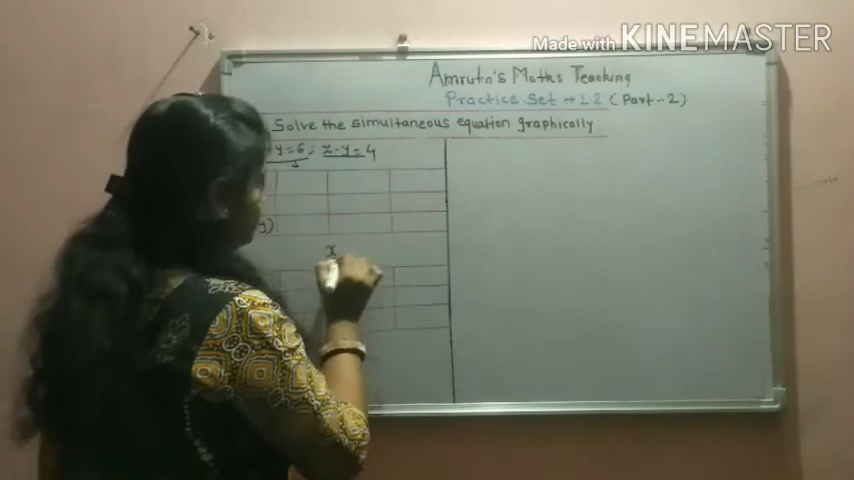 Made with KINEMASTER
Amruta's Maths Teaching
Practice Set → 1.2 (Part-2)
Solve the simultaneous equation graphically
y=6; x-y=4
y)
x